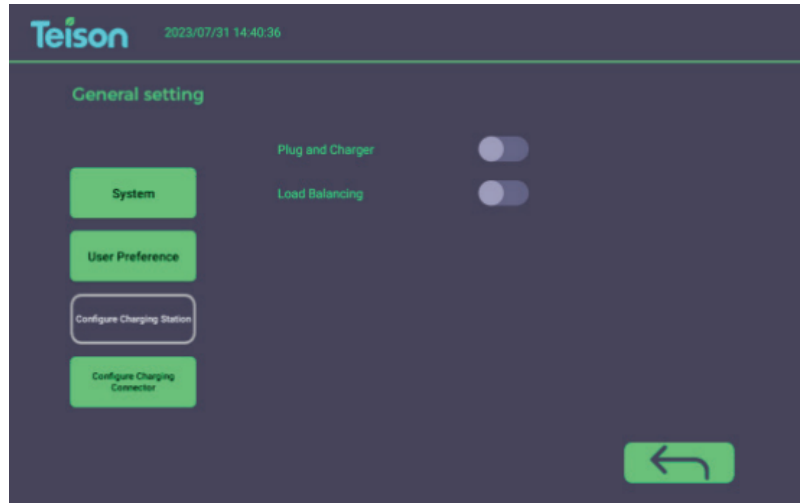 Teison
2023/07/31 14:40:36
General setting
Plug and Charger
System
Load Balancing
User Preference
Configure Charging Station
Configure Charging
Connector